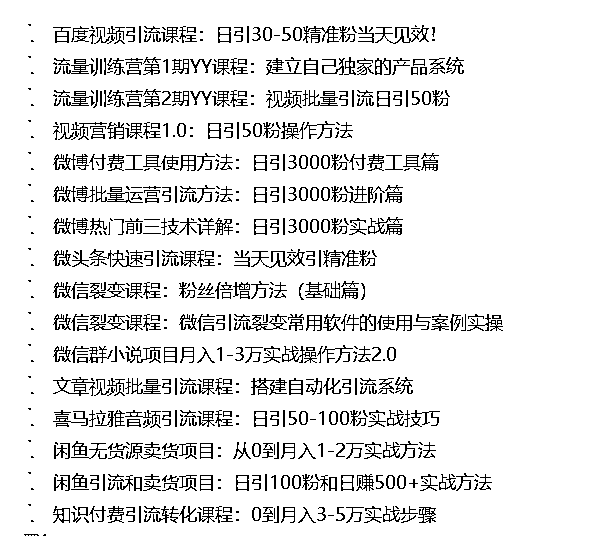 百度视频引流课程：日引30-50精准粉当天见效！
流量训练营第1期YY课程：建立自己独家的产品系统
流量训练营第2期YY课程：视频批量引流日引50粉
视频营销课程1.0：日引50粉操作方法
微博付费工具使用方法：日引3000粉付费工具篇
微博批量运营引流方法：日引3000粉进阶篇
微博热门前三技术详解：日引3000粉实战篇
微头条快速引流课程：当天见效引精准粉
微信裂变课程：粉丝倍增方法（基础篇）
微信裂变课程：微信引流裂变常用软件的使用与案例实操
微信群小说项目月入1-3万实战操作方法2.0
文章视频批量引流课程：搭建自动化引流系统
喜马拉雅音频引流课程：日引50-100粉实战技巧
闲鱼无货源卖货项目：从0到月入1-2万实战方法
闲鱼引流和卖货项目：日引100粉和日赚500+实战方法
知识付费引流转化课程：0到月入3-5万实战步骤